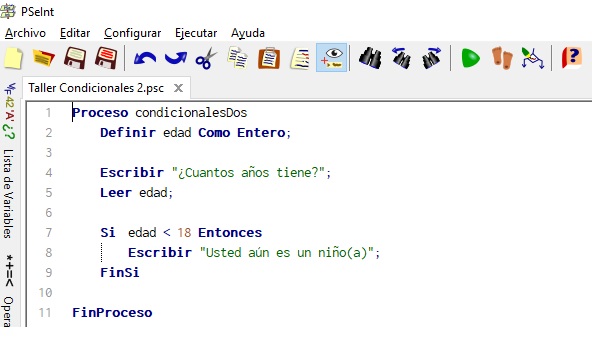 PSeInt
Archivo Editar Configurar Ejecutar Ayuda
Taller Condicionales 2.psc
1 Proceso condicionalesDos
2 Definir edad Como Entero;
3
4 Escribir "¿Cuantos años tiene?";
5 Leer edad;
6
7 Si edad < 18 Entonces
8 Escribir "Usted aún es un niño(a)";
9 FinSi
10
11 FinProceso
Lista de Variables
*+=< Opera